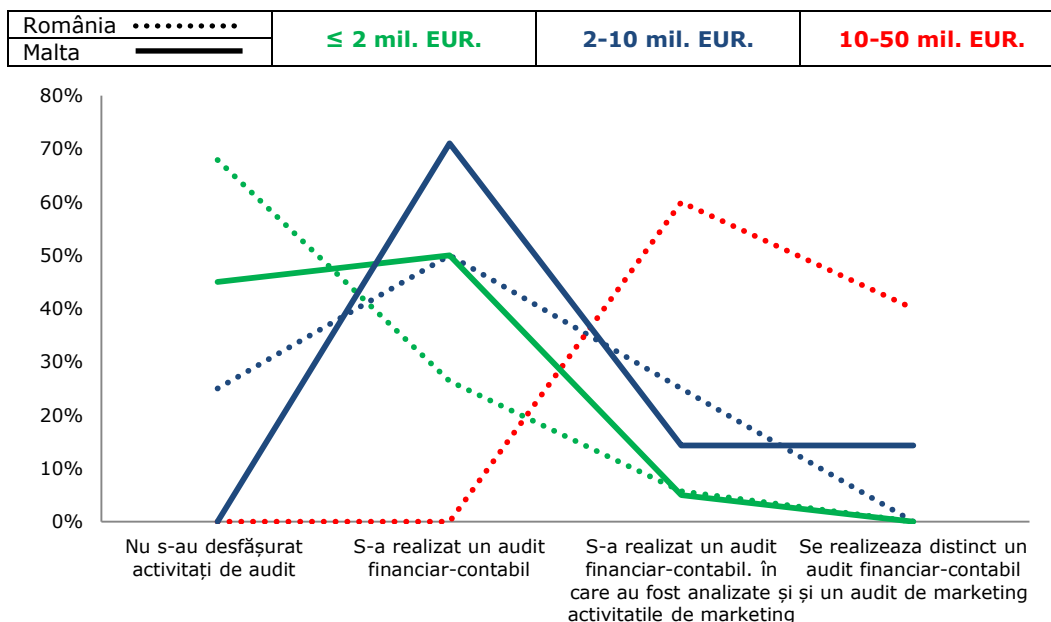 România
Malta
≤ 2 mil. EUR.
2-10 mil. EUR.
10-50 mil. EUR.
80%
70%
60%
50%
40%
30%
20%
10%
0%
Nu s-au desfășurat
activitați de audit
S-a realizat un audit
financiar-contabil
S-a realizat un audit
financiar-contabil. în
care au fost analizate și
activitatile de marketing
Se realizeaza distinct un
audit financiar-contabil
și un audit de marketing